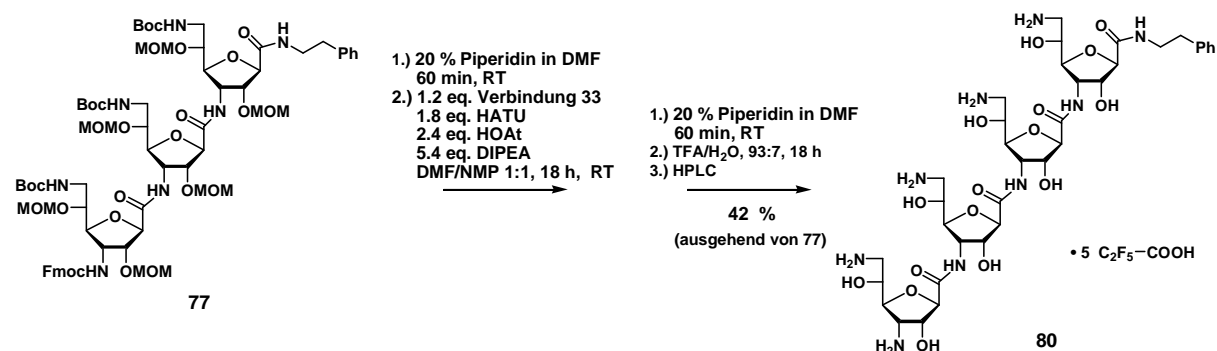 BocHN O H
N
MOMO O Ph
BocHN O HN OMOM
MOMO O
BocHN O HN OMOM
MOMO O
FmocHN OMOM
77
1.) 20 % Piperidin in DMF
60 min, RT
2.) 1.2 eq. Verbindung 33
1.8 eq. HATU
2.4 eq. HOAt
5.4 eq. DIPEA
DMF/NMP 1:1, 18 h, RT
1.) 20 % Piperidin in DMF
60 min, RT
2.) TFA/H2O, 93:7, 18 h
3.) HPLC
42 %
(ausgehend von 77)
NH2 O H
N
HO O Ph
NH2 O HN OH
HO O
NH2 O HN OH
HO O
NH2 O HN OH
HO O
H2N OH
• 5 C2F5–COOH
80